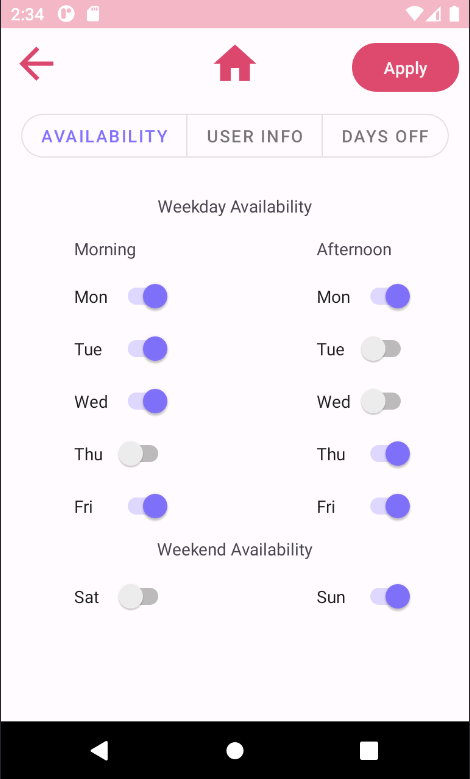 2:34
Apply
AVAILABILITY USER INFO DAYS OFF
Weekday Availability
Morning Afternoon
Mon Mon
Tue Tue
Wed Wed
Thu Thu
Fri Fri
Weekend Availability
Sat Sun